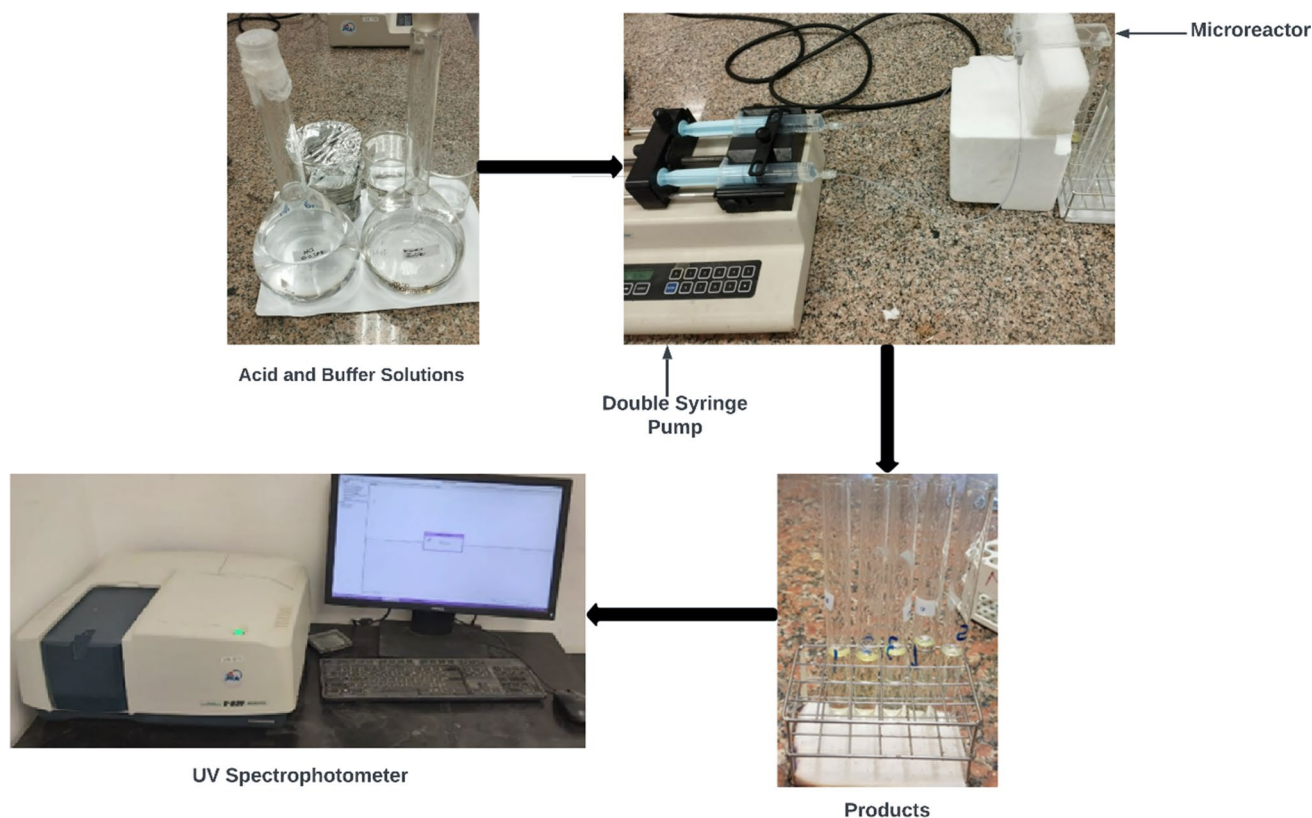 Microreactor
Acid and Buffer Solutions
Double Syringe
Pump
UV Spectrophotometer
Products